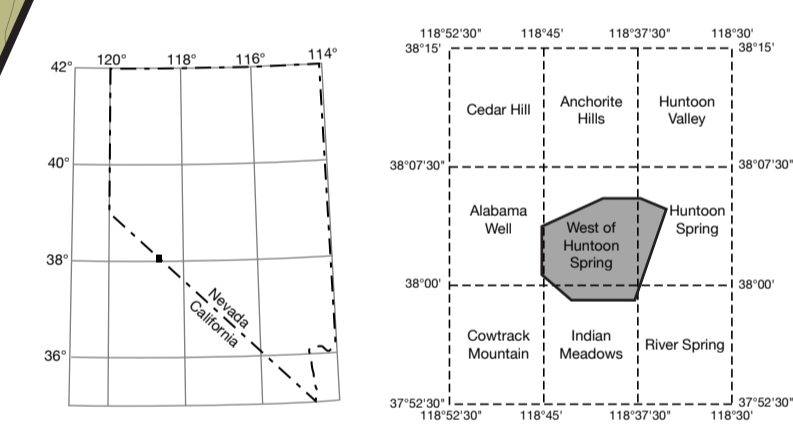 120° 118° 116° 114°
42°
40°
38°
36°
Nevada
California
118°52'30" 118°45' 118°37'30" 118°30'
38°15' 38°15'
Cedar Hill
Anchorite
Hills
Huntoon
Valley
38°07'30" 38°07'30"
Alabama
Well
West of
Huntoon
Spring
Huntoon
Spring
38°00' 38°00'
Cowtrack
Mountain
Indian
Meadows
River Spring
37°52'30" 37°52'30"
118°52'30" 118°45' 118°37'30" 118°30'